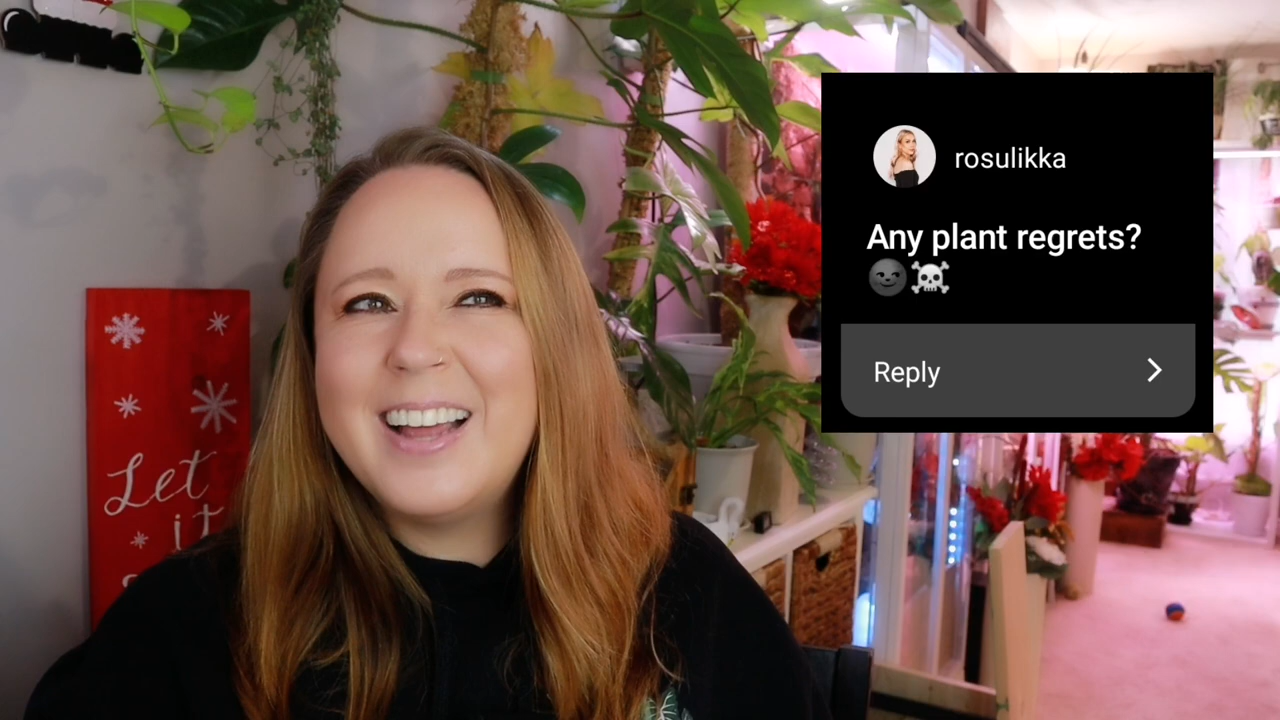 Let
it
rosulikka
Any plant regrets?
🌚☠️
Reply